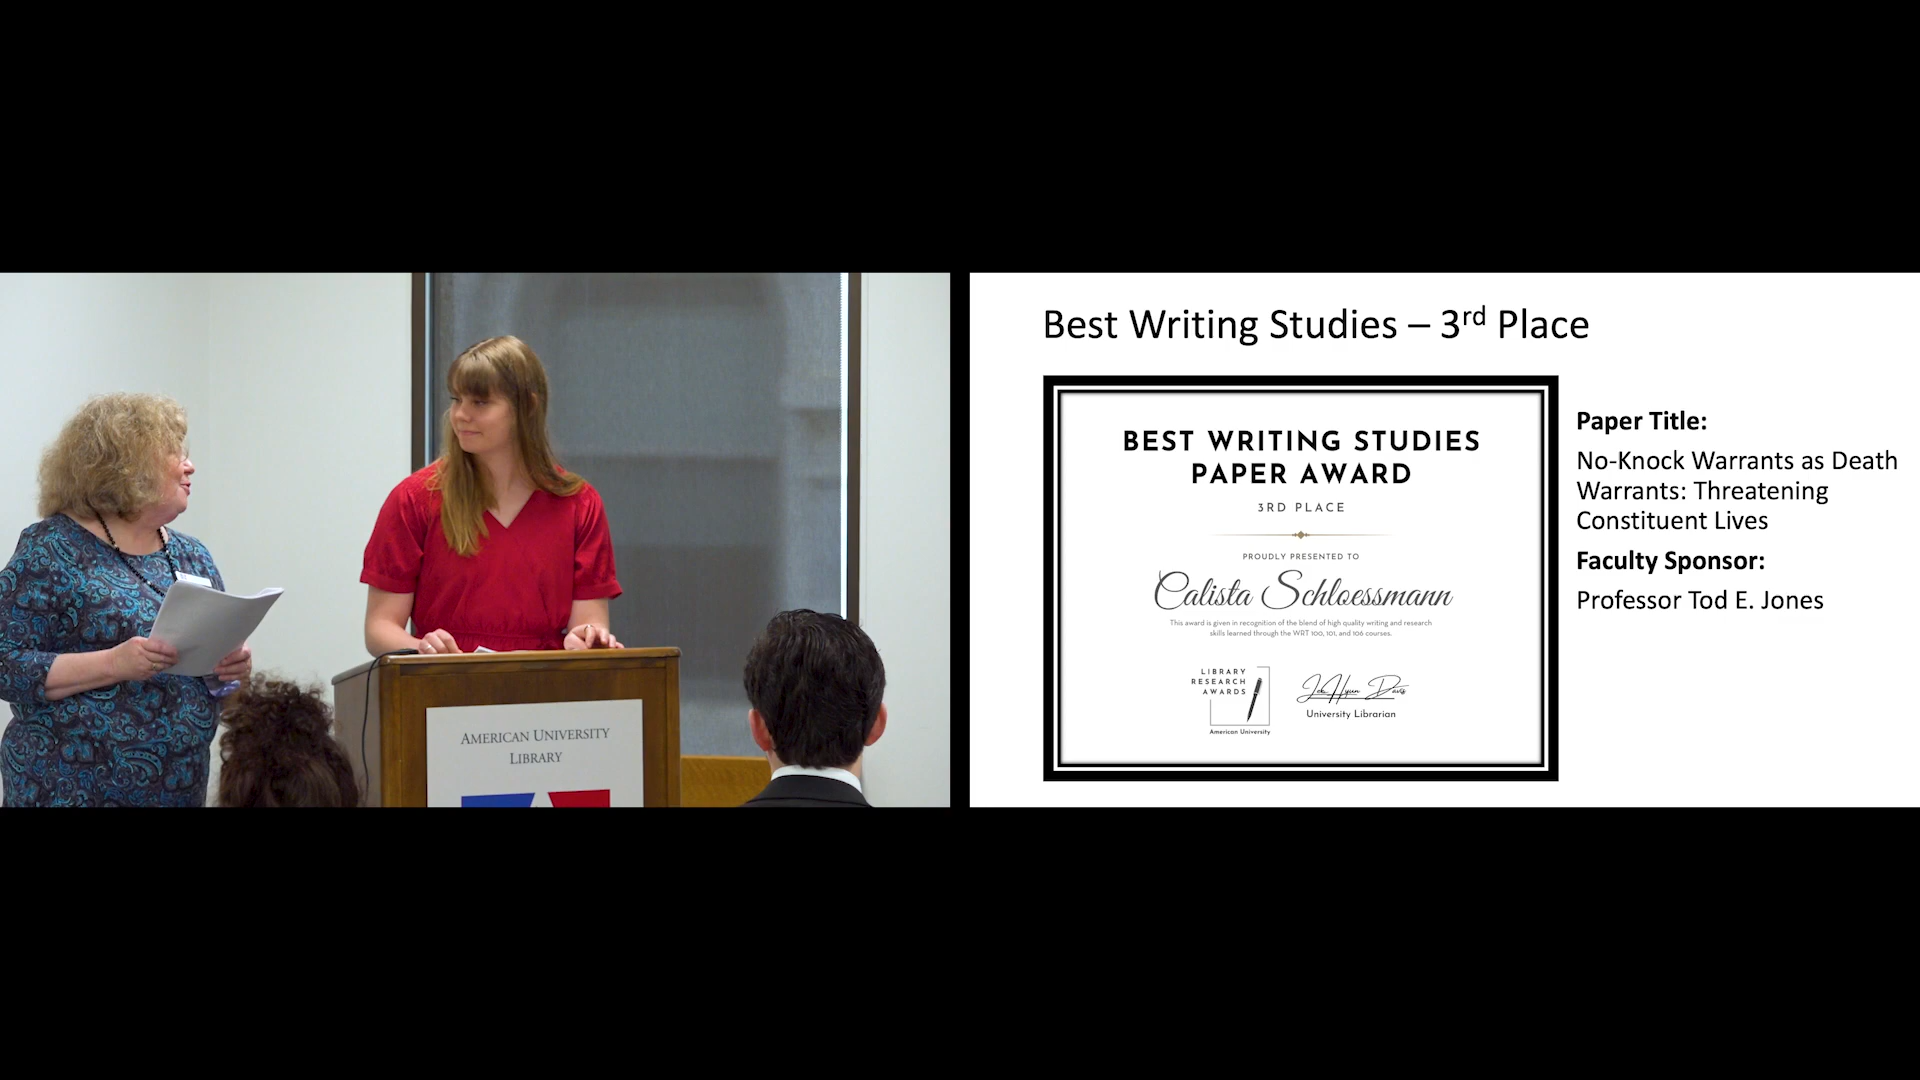 AMERICAN UNIVERSITY
LIBRARY
Best Writing Studies – 3rd Place
BEST WRITING STUDIES
PAPER AWARD
3RD PLACE
PROUDLY PRESENTED TO
Calista Schloessmann
This award is given in recognition of the blend of high quality writing and research
skills learned through the WRT 100, 101, and 106 courses.
LIBRARY
RESEARCH
AWARDS
American University
University Librarian
Paper Title:
No-Knock Warrants as Death
Warrants: Threatening
Constituent Lives
Faculty Sponsor:
Professor Tod E. Jones